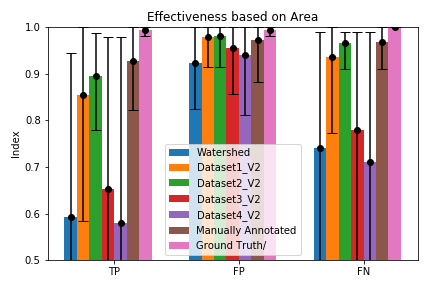 Effectiveness based on Area
Index
1.0
0.9
0.8
0.7
0.6
0.5
Watershed
Dataset1_V2
Dataset2_V2
Dataset3_V2
Dataset4_V2
Manually Annotated
Ground Truth/
TP
FP
FN